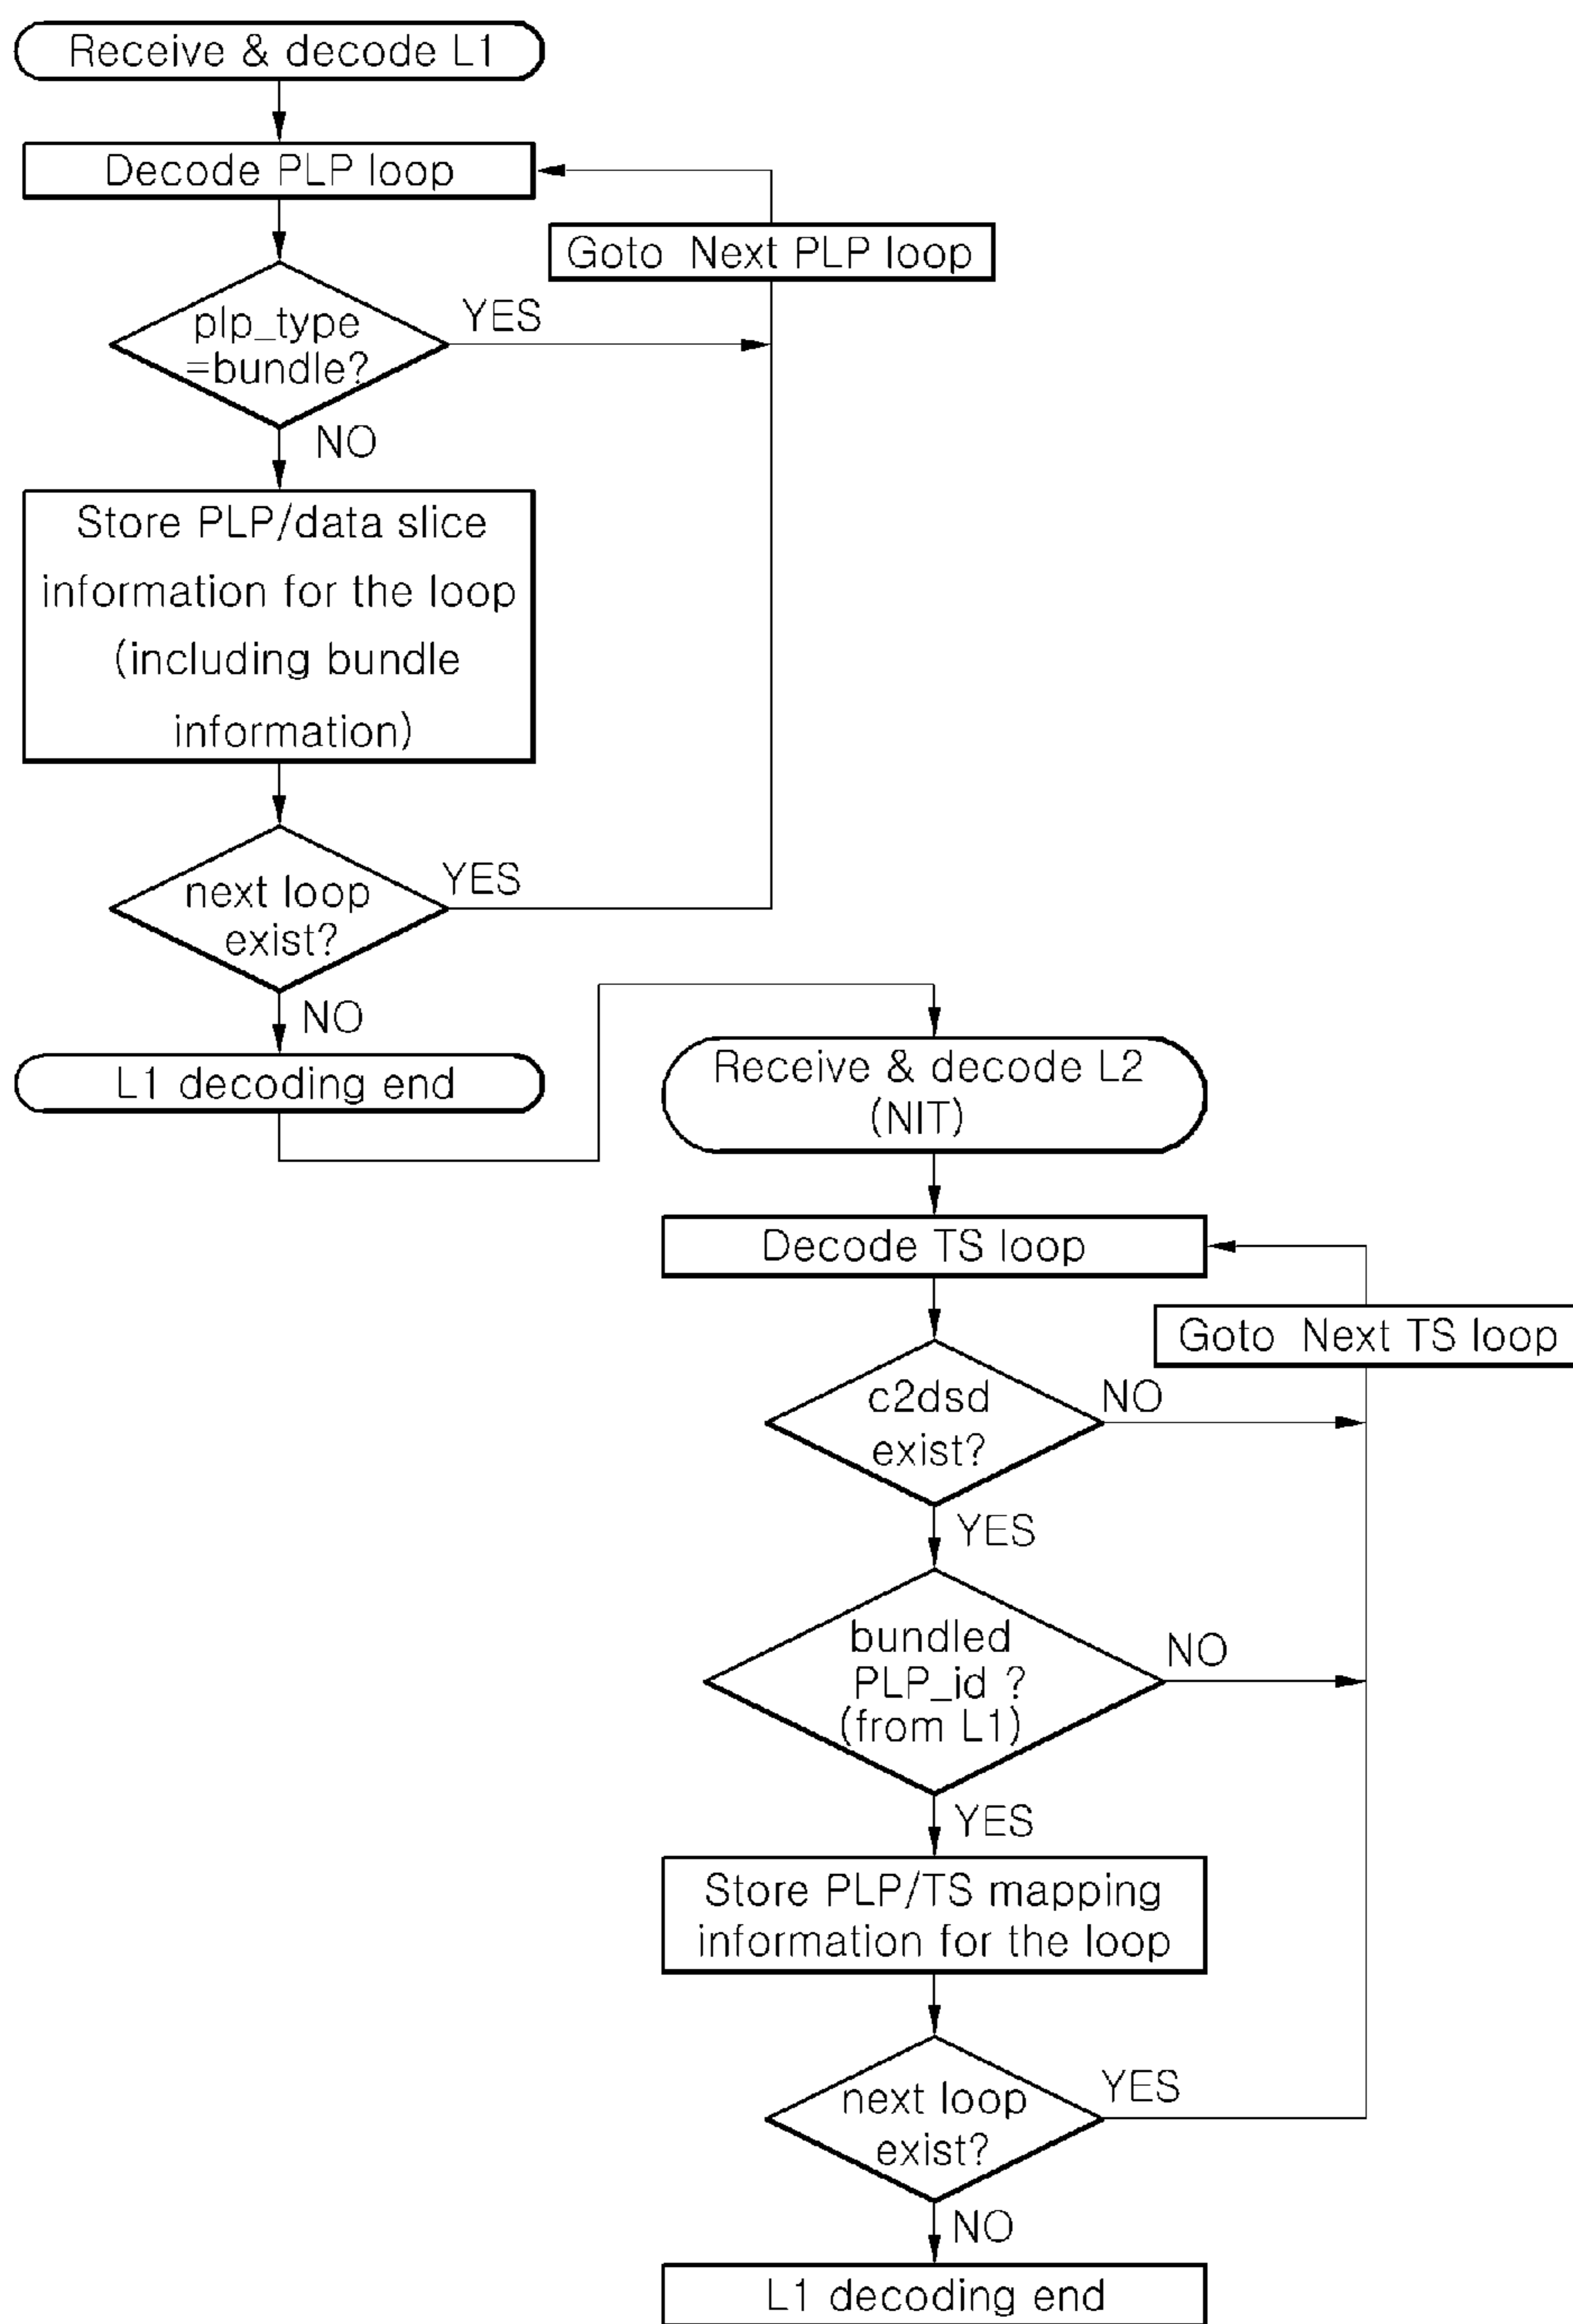 Receive & decode L1
Decode PLP loop
Goto Next PLP loop
plp_type
=bundle?
YES
NO
Store PLP/data slice
information for the loop
(including bundle
information)
next loop
exist?
YES
NO
L1 decoding end
Receive & decode L2
(NIT)
Decode TS loop
Goto Next TS loop
c2dsd
exist?
NO
YES
bundled
PLP_id ?
(from L1)
NO
YES
Store PLP/TS mapping
information for the loop
next loop
exist?
YES
NO
L1 decoding end